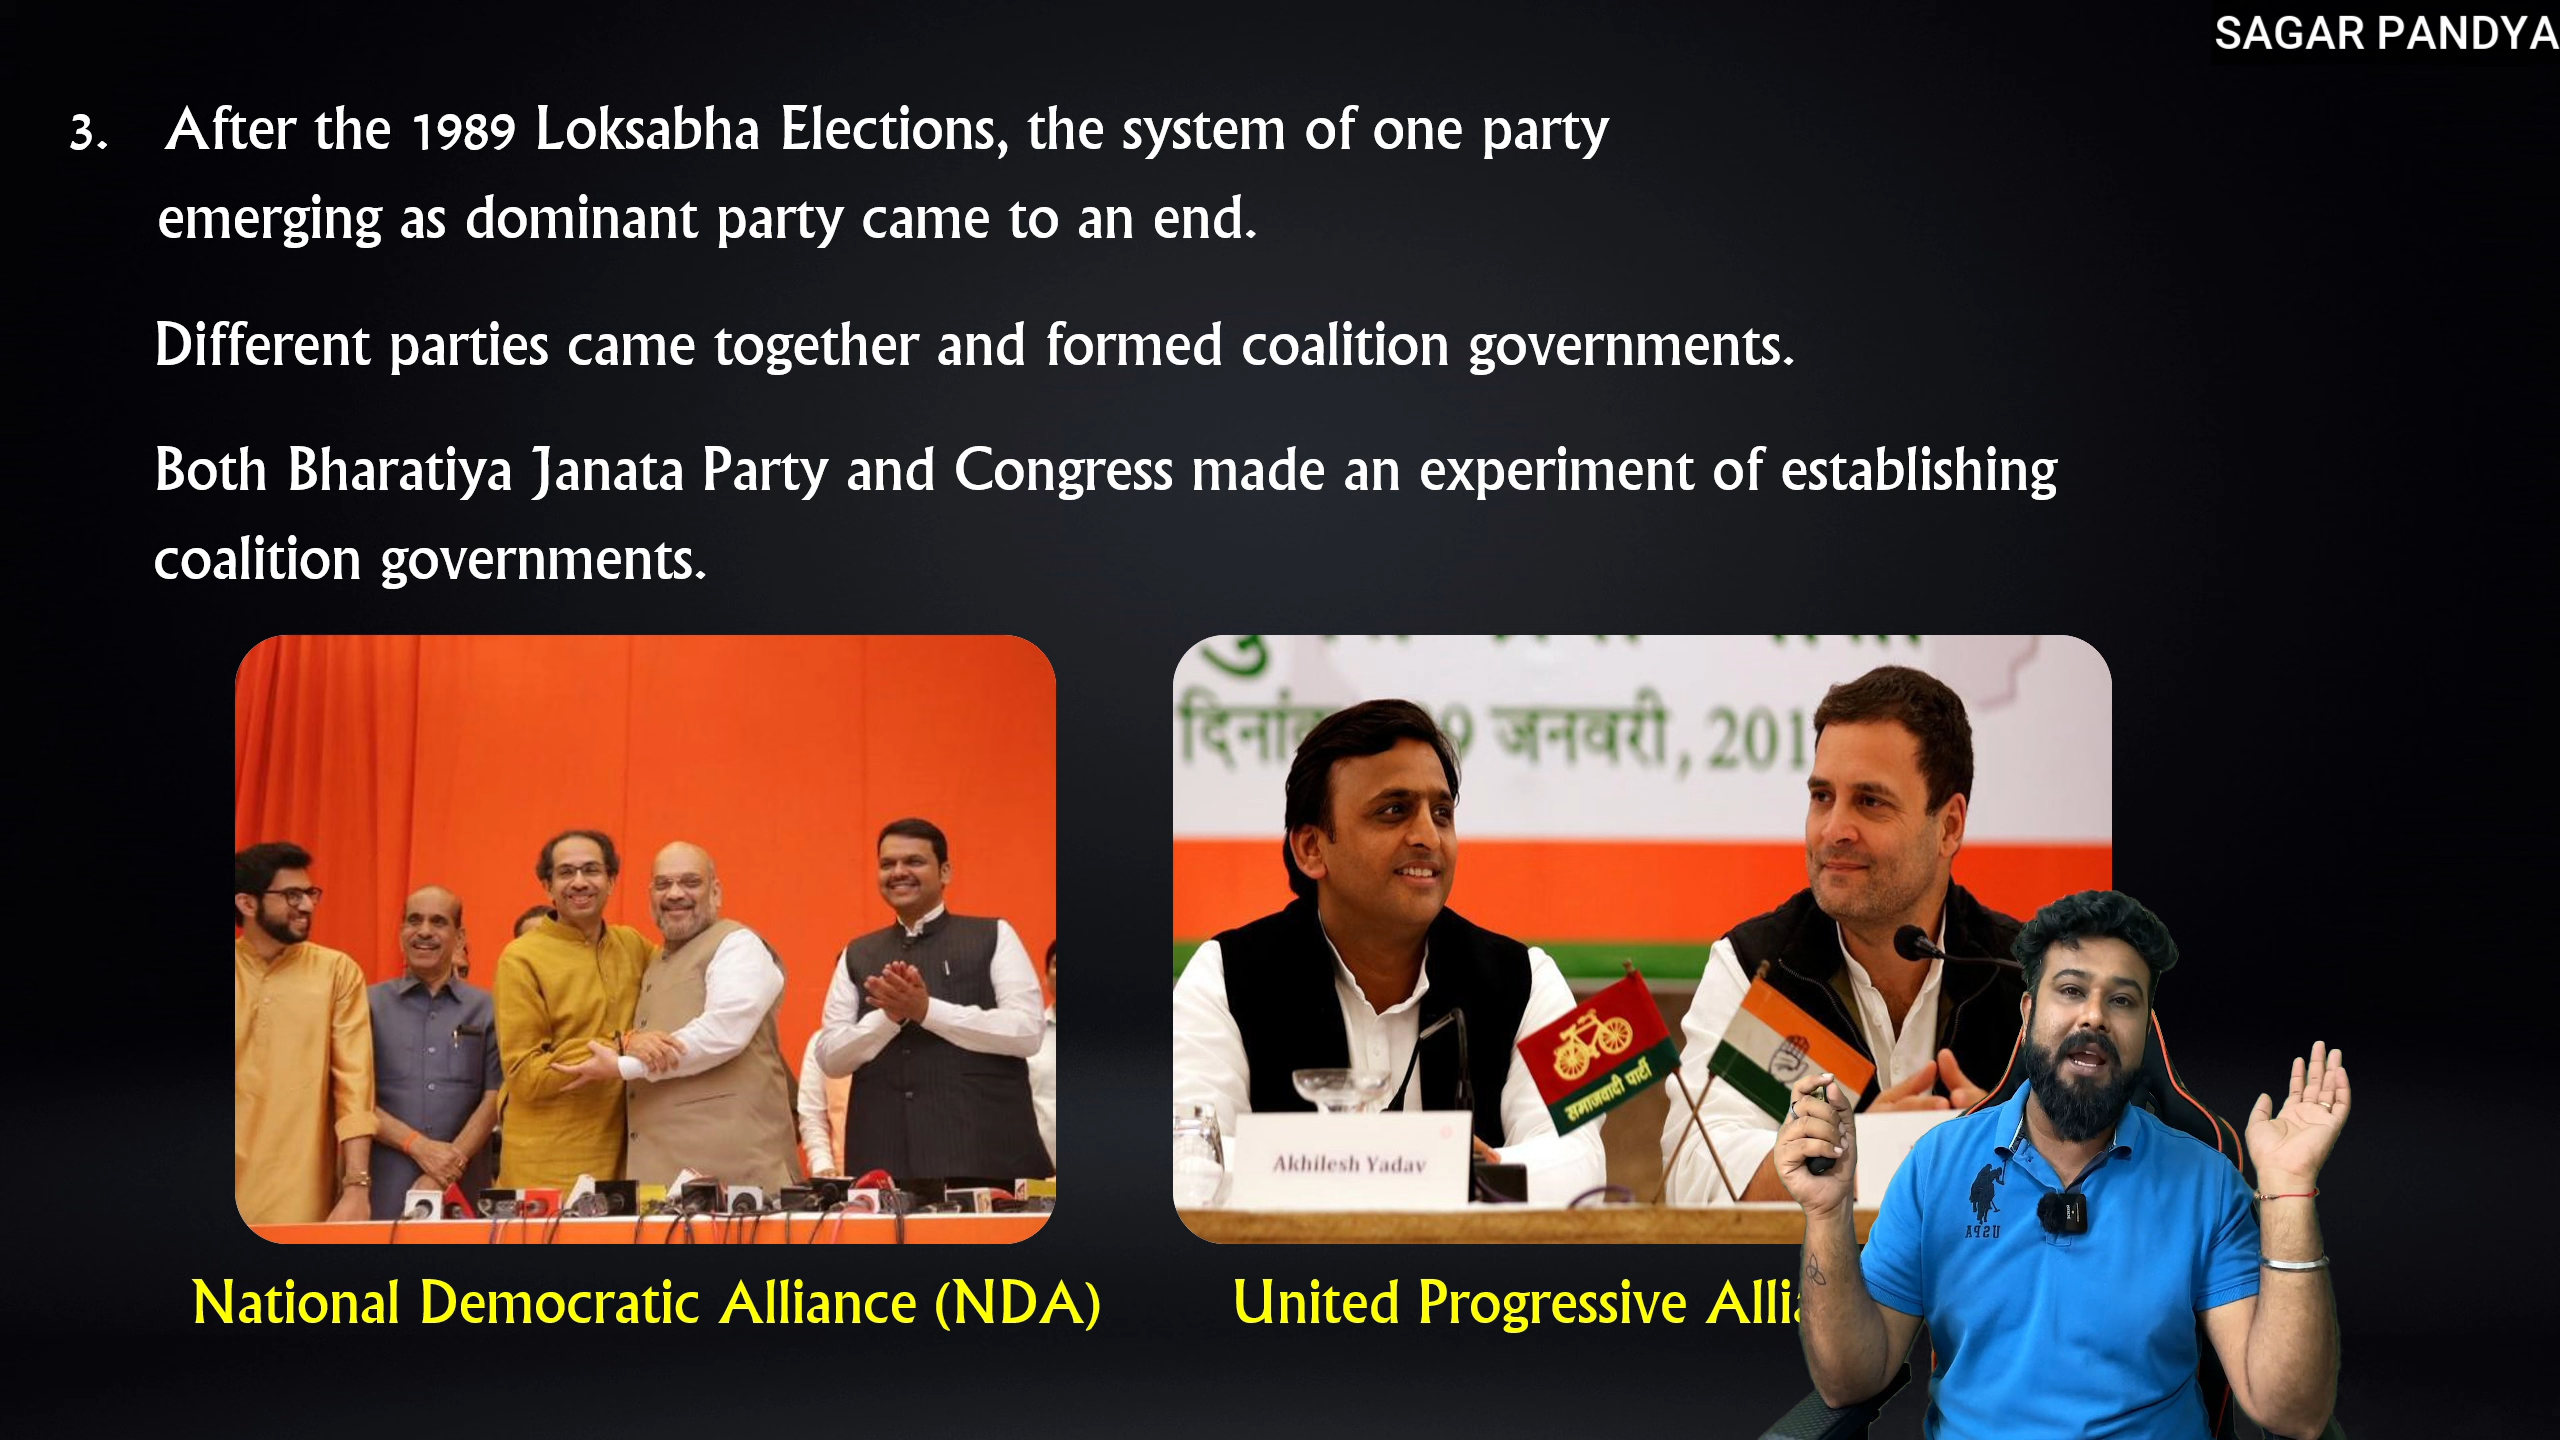 SAGAR PANDYA
3. After the 1989 Loksabha Elections, the system of one party
emerging as dominant party came to an end.
Different parties came together and formed coalition governments.
Both Bharatiya Janata Party and Congress made an experiment of establishing
coalition governments.
जनवरी, 201
समाजवादी पार्टी
Akhilesh Yadav
USPA
National Democratic Alliance (NDA)
United Progressive